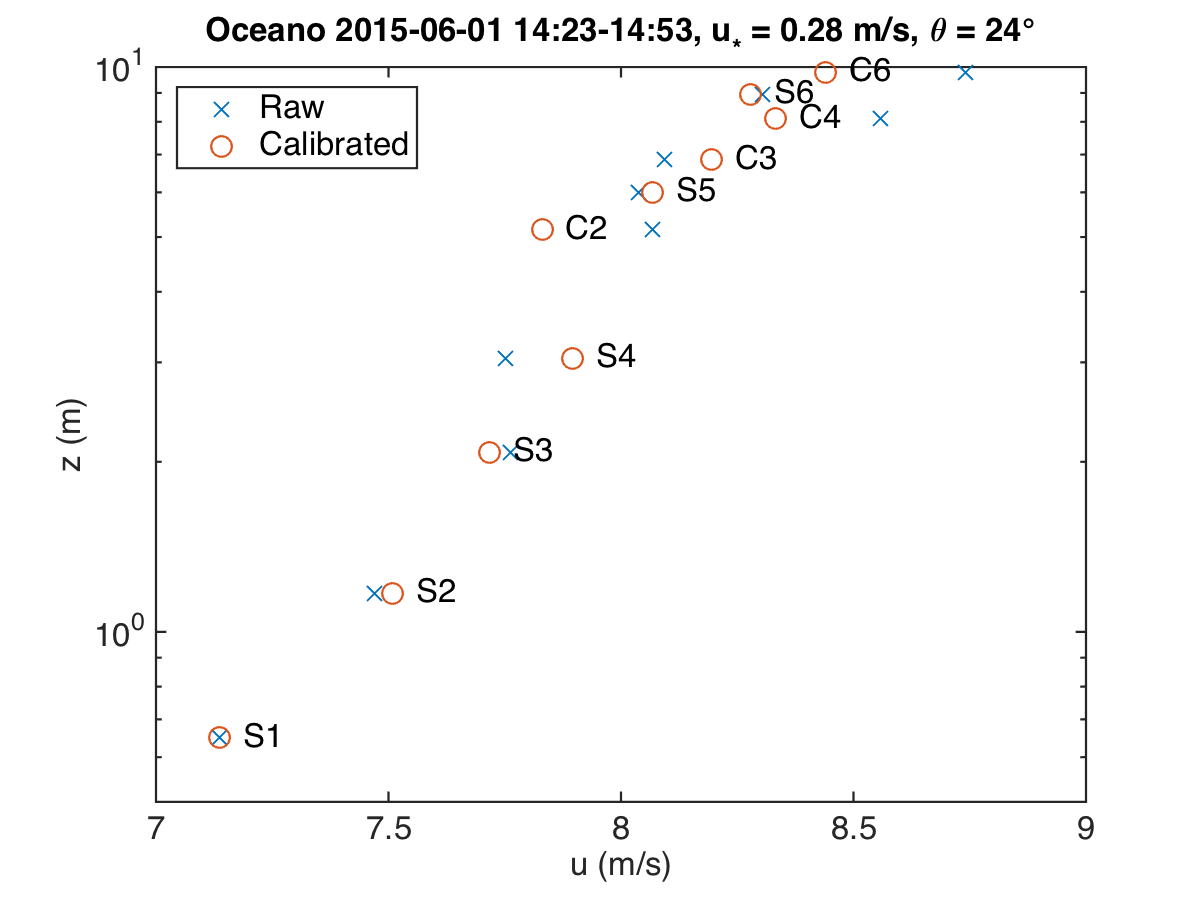 Oceano 2015-06-01 14:23-14:53, u* = 0.28 m/s, θ = 24°
10¹
Raw
Calibrated
C6
S6
C4
C3
S5
C2
S4
S3
S2
10⁰
S1
z (m)
7 7.5 8 8.5 9
u (m/s)